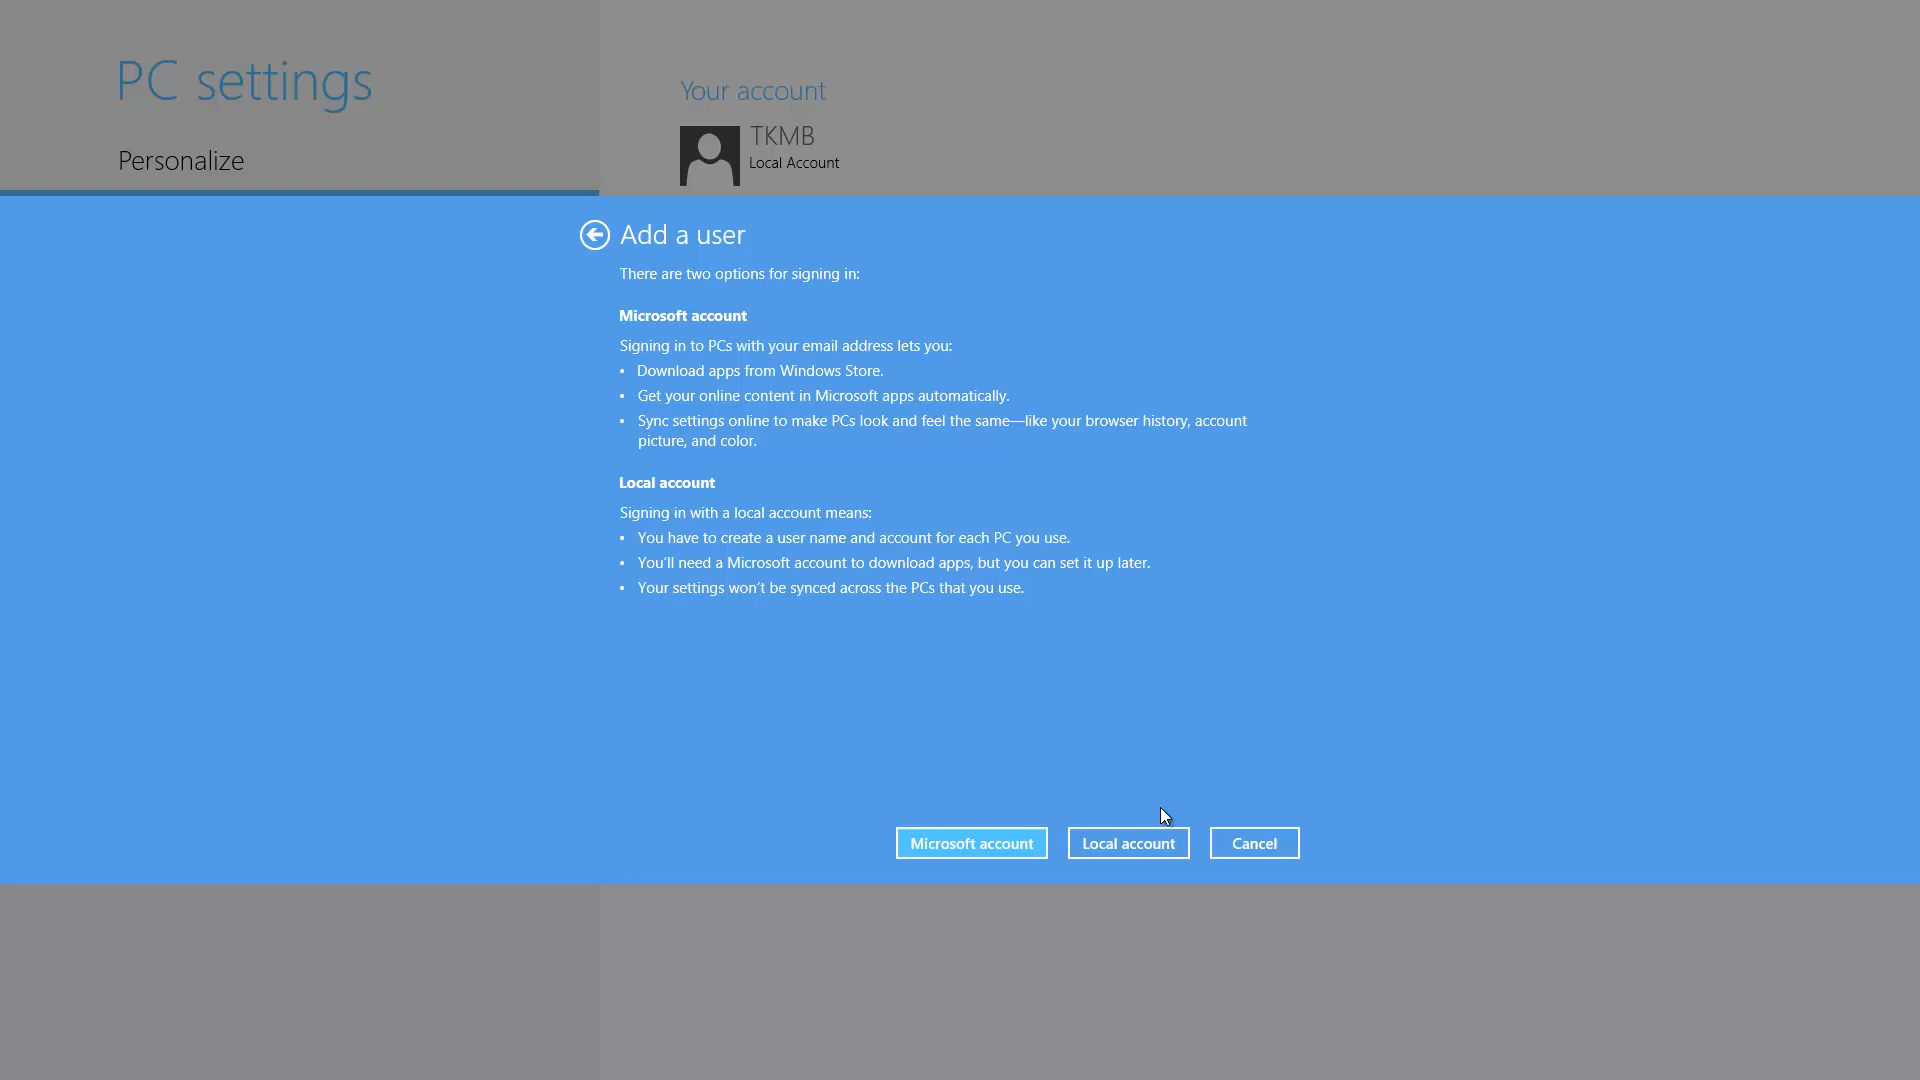 PC settings
Your account
TKMB
Local Account
Personalize
Add a user
There are two options for signing in:
Microsoft account
Signing in to PCs with your email address lets you:
• Download apps from Windows Store.
• Get your online content in Microsoft apps automatically.
• Sync settings online to make PCs look and feel the same—like your browser history, account
picture, and color.
Local account
Signing in with a local account means:
• You have to create a user name and account for each PC you use.
• You’ll need a Microsoft account to download apps, but you can set it up later.
• Your settings won’t be synced across the PCs that you use.
Microsoft account Local account Cancel